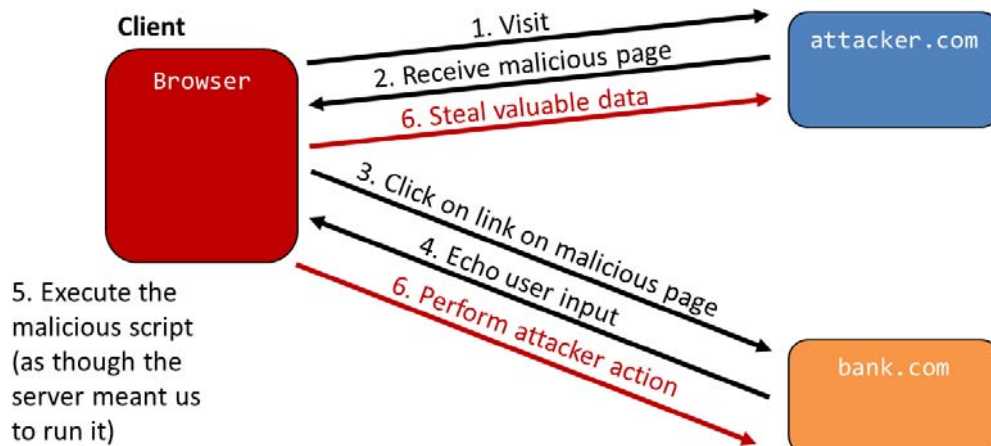 Client
Browser
1. Visit
2. Receive malicious page
6. Steal valuable data
attacker.com
3. Click on link on malicious page
4. Echo user input
6. Perform attacker action
bank.com
5. Execute the
malicious script
(as though the
server meant us
to run it)